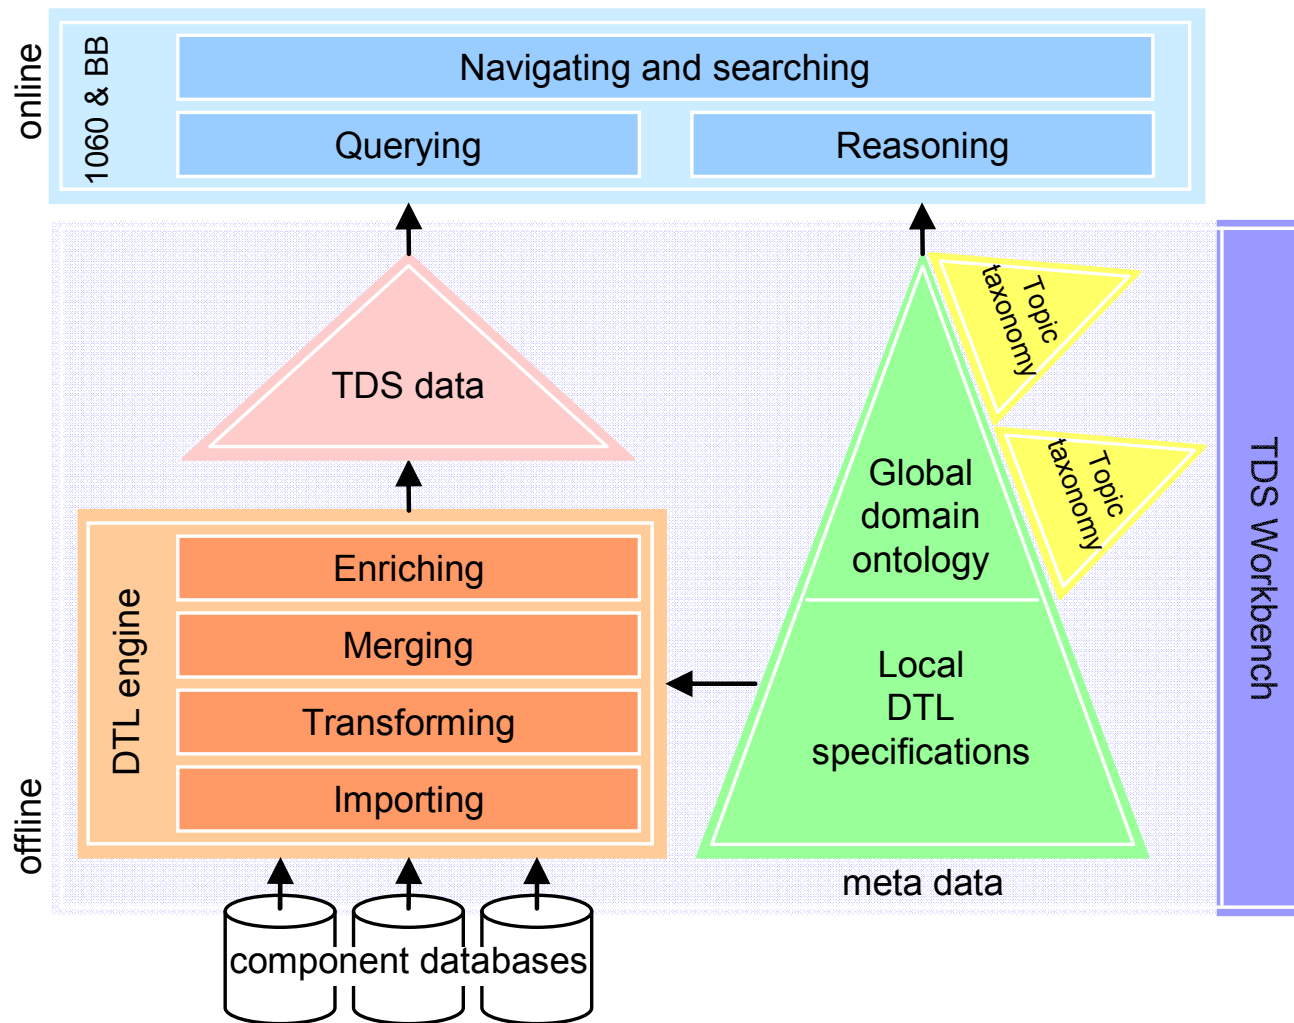 online
1060 & BB
Navigating and searching
Querying
Reasoning
TDS data
Topic
taxonomy
Topic
taxonomy
Global
domain
ontology
Local
DTL
specifications
meta data
TDS Workbench
offline
DTL engine
Enriching
Merging
Transforming
Importing
component databases